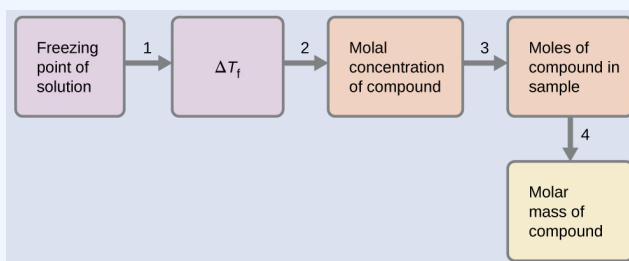 Freezing
point of
solution
1
ΔTf
2
Molal
concentration
of compound
3
Moles of
compound in
sample
4
Molar
mass of
compound